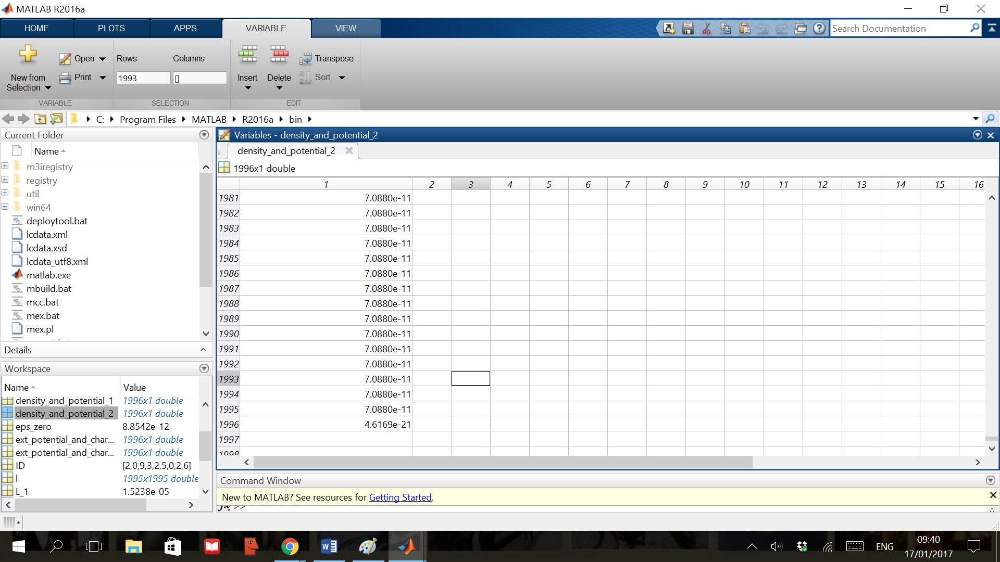 MATLAB R2016a
HOME PLOTS APPS VARIABLE VIEW
Search Documentation
New from Selection
Open
Print
Rows Columns
1993 []
Insert Delete
Transpose
Sort
VARIABLE SELECTION EDIT
C: Program Files MATLAB R2016a bin
Current Folder
Name
m3iregistry
registry
util
win64
deploytool.bat
lcdata.xml
lcdata.xsd
lcdata_utf8.xml
matlab.exe
mbuild.bat
mcc.bat
mex.bat
mex.pl
Details
Workspace
Name Value
density_and_potential_1 1996x1 double
density_and_potential_2 1996x1 double
eps_zero 8.8542e-12
ext_potential_and_char... 1996x1 double
ext_potential_and_char... 1996x1 double
ID [2,0,9,3,2,5,0,2,6]
I 1995x1995 double
L_1 1.5238e-05
Variables - density_and_potential_2
density_and_potential_2
1996x1 double
1 2 3 4 5 6 7 8 9 10 11 12 13 14 15 16
1981 7.0880e-11
1982 7.0880e-11
1983 7.0880e-11
1984 7.0880e-11
1985 7.0880e-11
1986 7.0880e-11
1987 7.0880e-11
1988 7.0880e-11
1989 7.0880e-11
1990 7.0880e-11
1991 7.0880e-11
1992 7.0880e-11
1993 7.0880e-11
1994 7.0880e-11
1995 7.0880e-11
1996 4.6169e-21
1997
1998
Command Window
New to MATLAB? See resources for Getting Started.
fx >>
ENG
09:40
17/01/2017